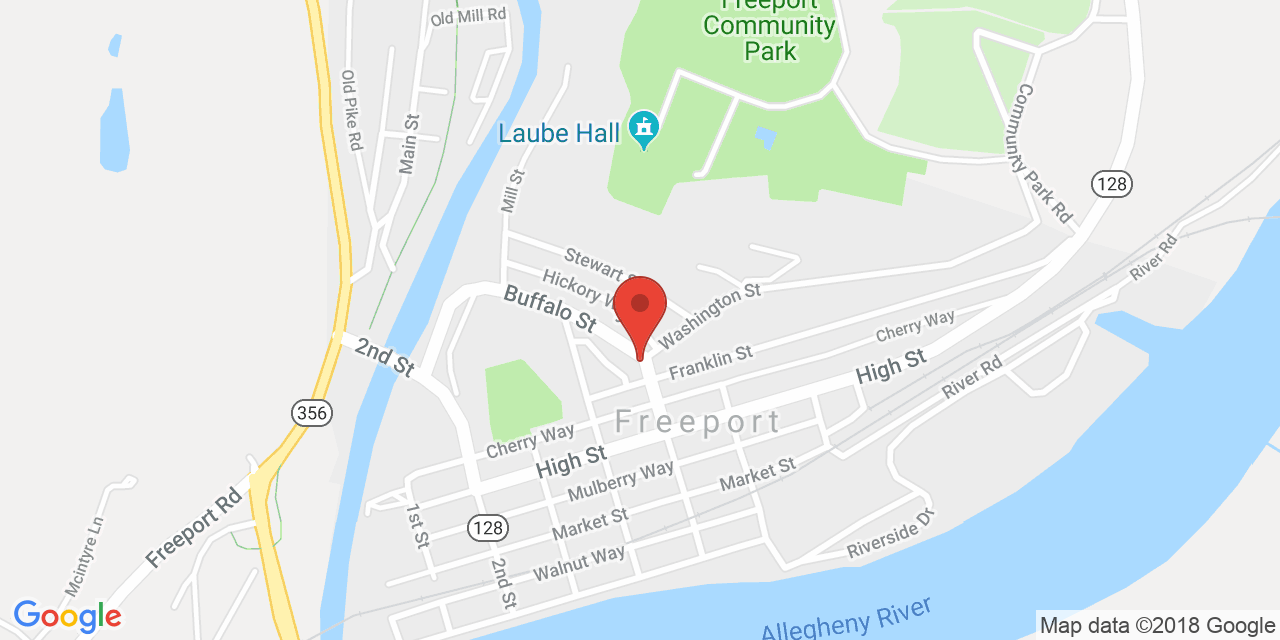 Old Mill Rd
Freeport
Community
Park
Old Pike Rd
Main St
Laube Hall
Mill St
Community Park Rd
128
River Rd
Stewart S
Hickory W
Buffalo St
Washington St
2nd St
Franklin St
Cherry Way
High St
River Rd
356
Freeport
Cherry Way
High St
Mulberry Way
Market St
Freeport Rd
1st St
128
Market St
Riverside Dr
McIntyre Ln
Walnut Way
2nd St
Allegheny River
Google
Map data ©2018 Google